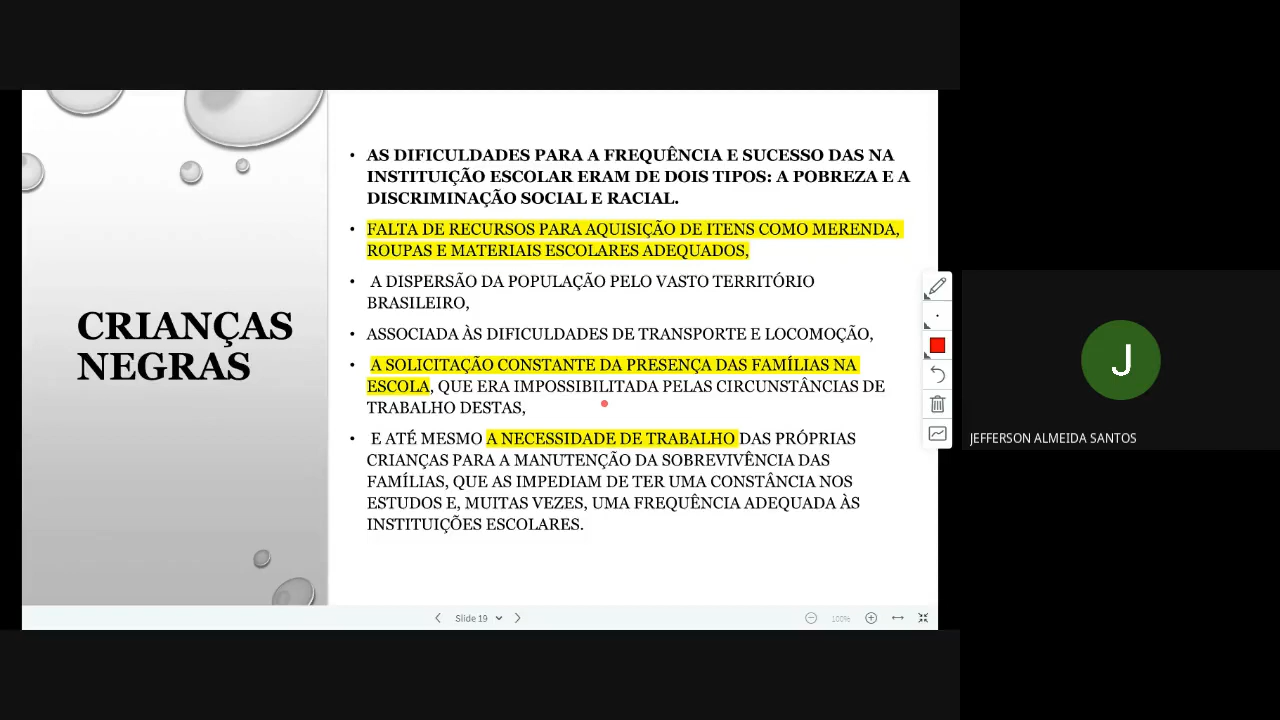 CRIANÇAS
NEGRAS
• AS DIFICULDADES PARA A FREQUÊNCIA E SUCESSO DAS NA
INSTITUIÇÃO ESCOLAR ERAM DE DOIS TIPOS: A POBREZA E A
DISCRIMINAÇÃO SOCIAL E RACIAL.
• FALTA DE RECURSOS PARA AQUISIÇÃO DE ITENS COMO MERENDA,
ROUPAS E MATERIAIS ESCOLARES ADEQUADOS,
• A DISPERSÃO DA POPULAÇÃO PELO VASTO TERRITÓRIO
BRASILEIRO,
• ASSOCIADA ÀS DIFICULDADES DE TRANSPORTE E LOCOMOÇÃO,
• A SOLICITAÇÃO CONSTANTE DA PRESENÇA DAS FAMÍLIAS NA
ESCOLA, QUE ERA IMPOSSIBILITADA PELAS CIRCUNSTÂNCIAS DE
TRABALHO DESTAS,
• E ATÉ MESMO A NECESSIDADE DE TRABALHO DAS PRÓPRIAS
CRIANÇAS PARA A MANUTENÇÃO DA SOBREVIVÊNCIA DAS
FAMÍLIAS, QUE AS IMPEDIAM DE TER UMA CONSTÂNCIA NOS
ESTUDOS E, MUITAS VEZES, UMA FREQUÊNCIA ADEQUADA ÀS
INSTITUIÇÕES ESCOLARES.
Slide 19
100%
J
JEFFERSON ALMEIDA SANTOS